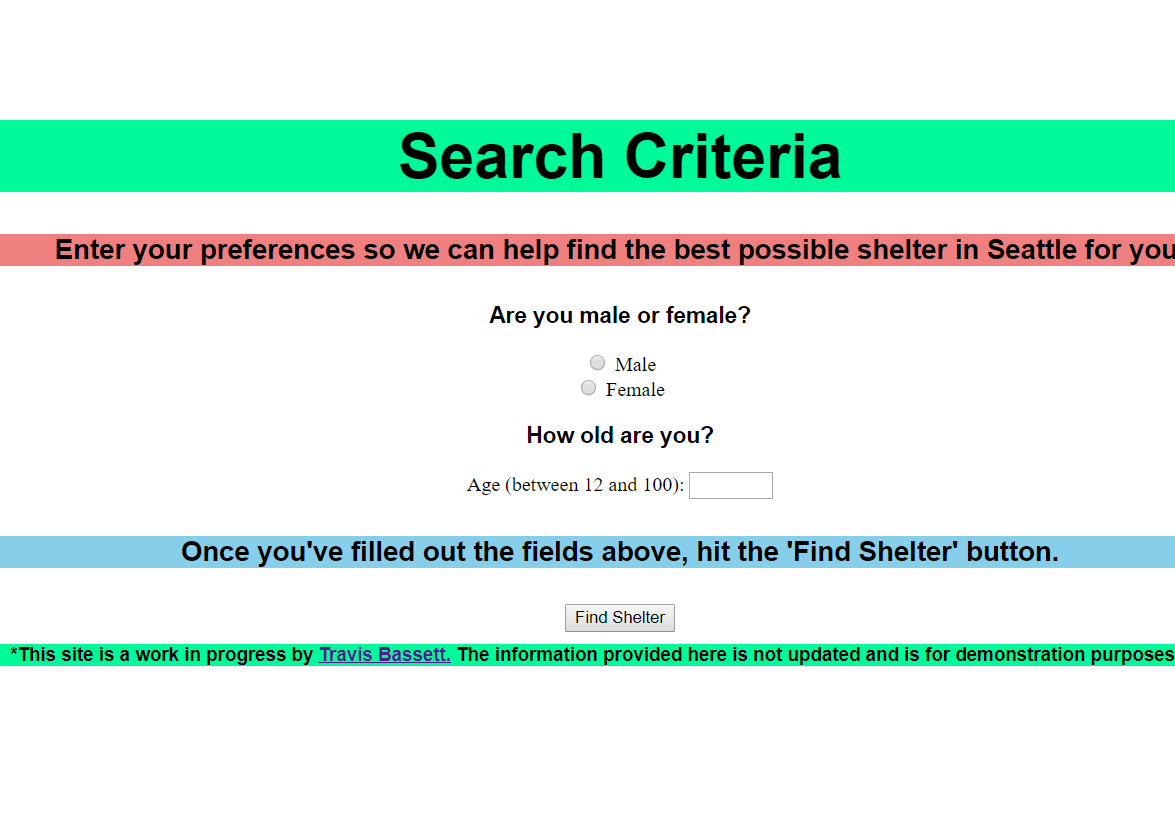 Search Criteria
Enter your preferences so we can help find the best possible shelter in Seattle for you
Are you male or female?
Male
Female
How old are you?
Age (between 12 and 100):
Once you've filled out the fields above, hit the 'Find Shelter' button.
Find Shelter
*This site is a work in progress by Travis Bassett. The information provided here is not updated and is for demonstration purposes